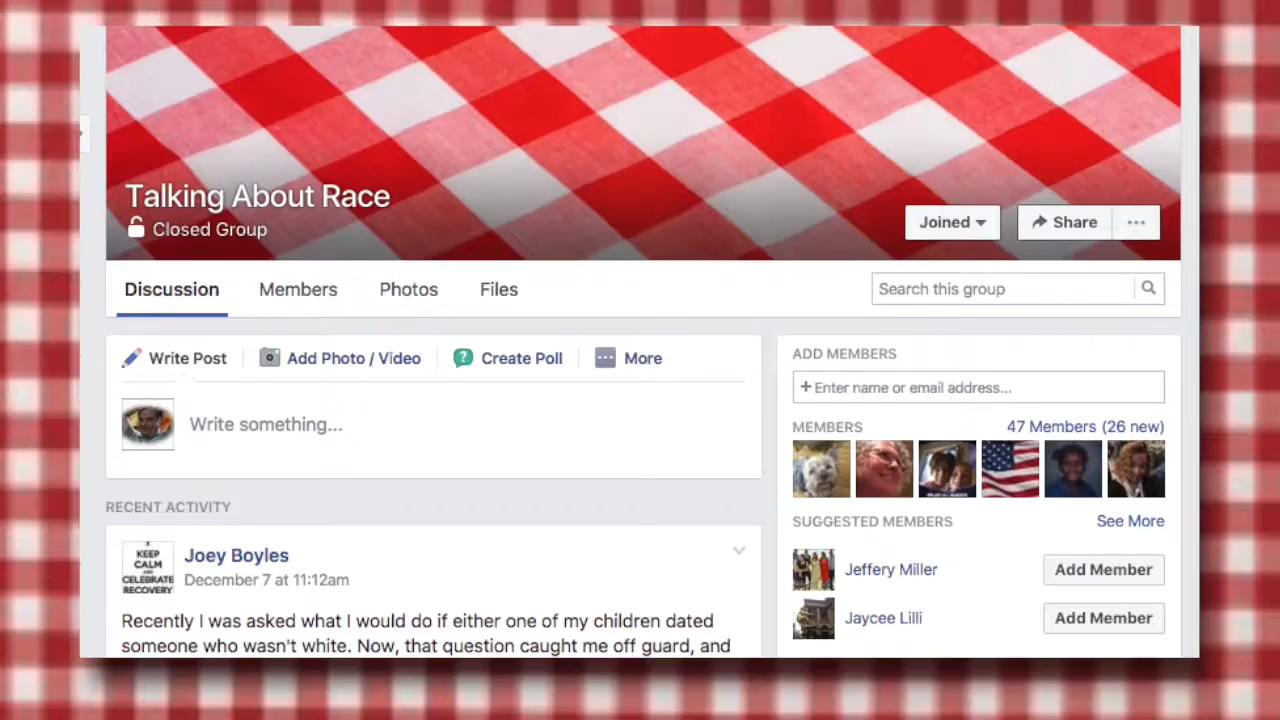 Talking About Race
Closed Group
Joined
Share
Discussion
Members
Photos
Files
Search this group
Write Post
Add Photo / Video
Create Poll
More
Write something...
RECENT ACTIVITY
KEEP
CALM
AND
CELEBRATE
RECOVERY
Joey Boyles
December 7 at 11:12am
Recently I was asked what I would do if either one of my children dated
someone who wasn't white. Now, that question caught me off guard, and
ADD MEMBERS
+ Enter name or email address...
MEMBERS
47 Members (26 new)
SUGGESTED MEMBERS
See More
Jeffery Miller
Add Member
Jaycee Lilli
Add Member